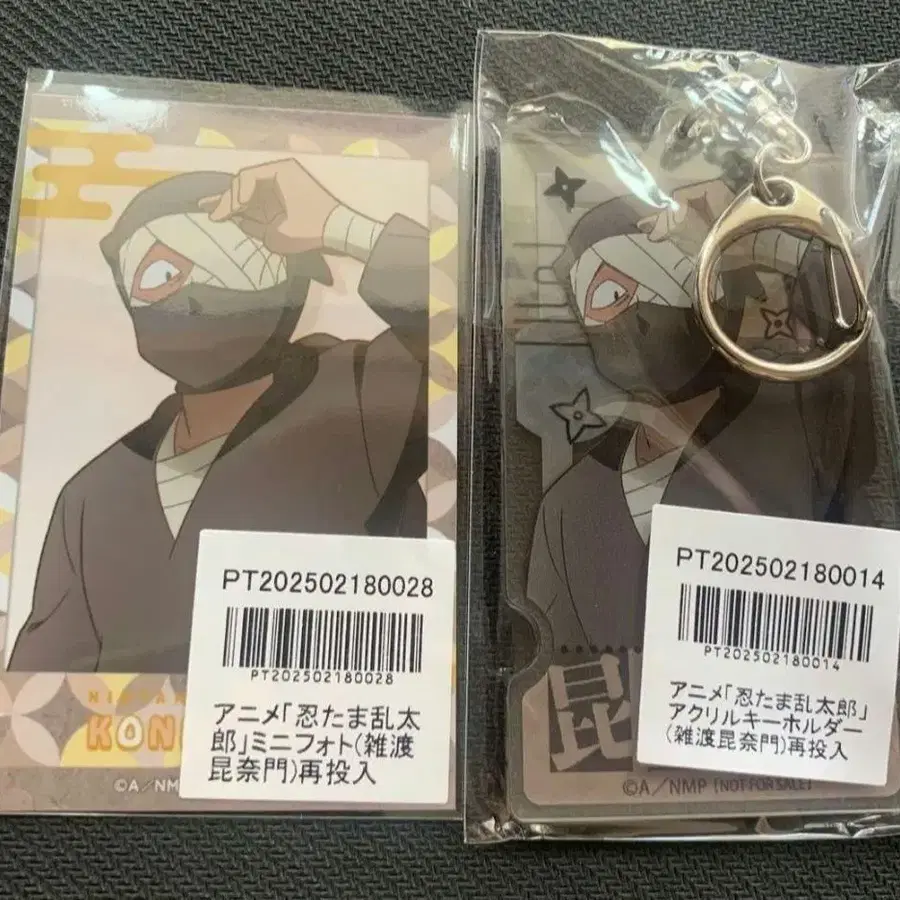 KON
©A／NM
PT202502180028
PT202502180028
アニメ「忍たま乱太
郎」ミニフォト(雑渡
昆奈門)再投入
昆
©A／NMP [NOT FOR SALE]
PT202502180014
PT202502180014
アニメ「忍たま乱太郎」
アクリルキーホルダー
(雑渡昆奈門)再投入